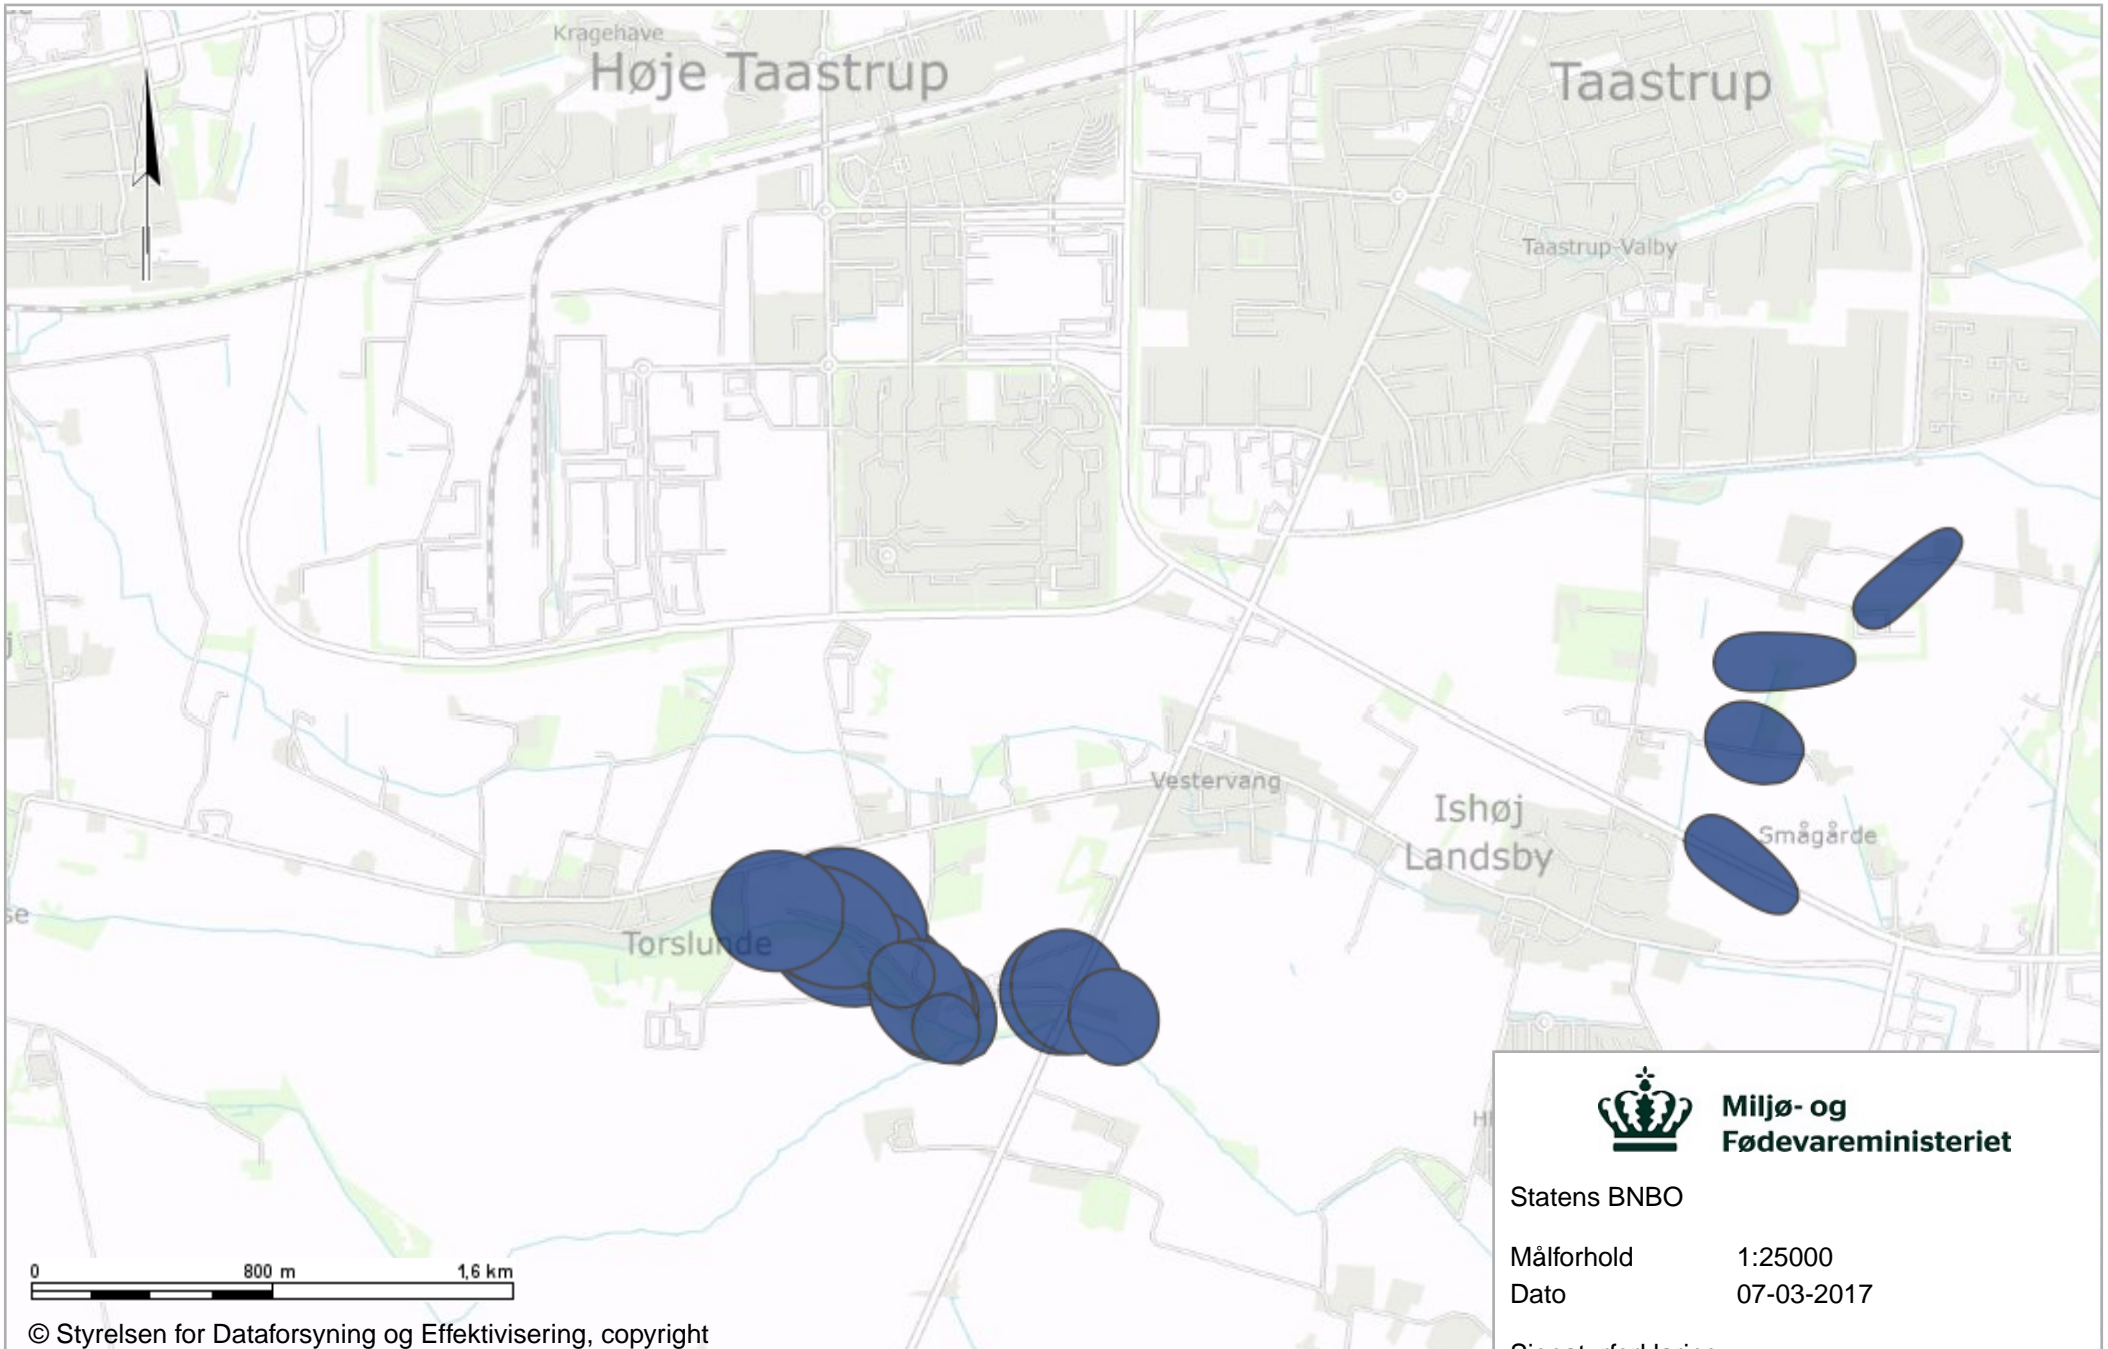 Kragehave
Høje Taastrup
Taastrup
Taastrup-Valby
Vestervang
Ishøj
Landsby
Smågårde
Torslunde
Miljø- og
Fødevareministeriet
Statens BNBO
Målforhold 1:25000
Dato 07-03-2017
0 800 m 1,6 km
© Styrelsen for Dataforsyning og Effektivisering, copyright